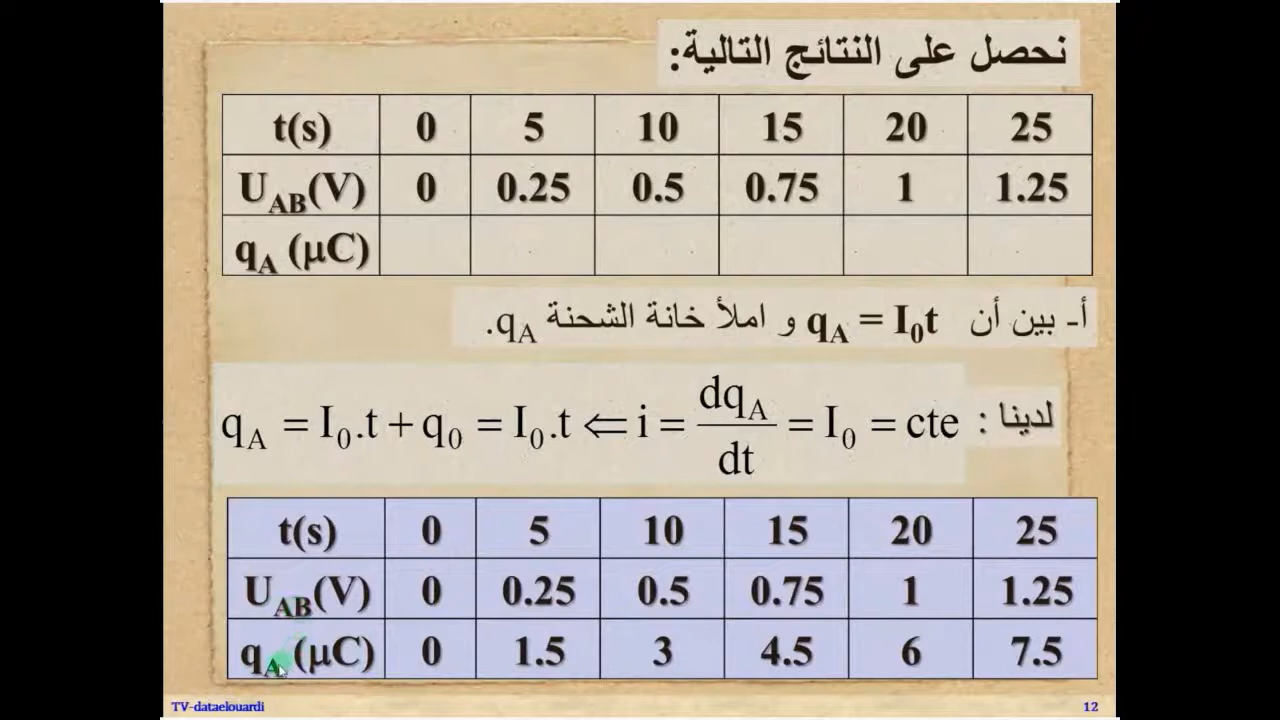 نحصل على النتائج التالية:
t(s) 0 5 10 15 20 25
U_AB(V) 0 0.25 0.5 0.75 1 1.25
q_A (μC)
أ- بين أن q_A = I_0t و املأ خانة الشحنة q_A.
لدينا : q_A = I_0.t + q_0 = I_0.t ⇐ i = dq_A/dt = I_0 = cte
t(s) 0 5 10 15 20 25
U_AB(V) 0 0.25 0.5 0.75 1 1.25
q_A (μC) 0 1.5 3 4.5 6 7.5
TV-dataelouardi 12